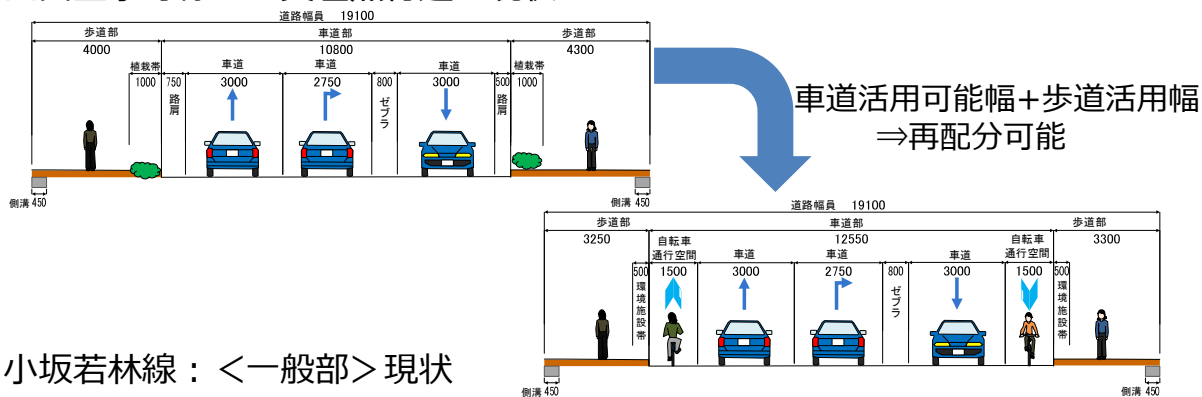 道路幅員 19100
歩道部 車道部 歩道部
4000 10800 4300
植栽帯 車道 車道 車道 植栽帯
1000 750 3000 2750 800 3000 500 1000
路肩 ゼブラ 路肩
側溝 450 側溝 450
車道活用可能幅+歩道活用幅
⇒再配分可能
道路幅員 19100
歩道部 車道部 歩道部
3250 12550 3300
自転車 自転車
通行空間 車道 車道 車道 通行空間
500 1500 3000 2750 800 3000 1500 500
環境施設帯 ゼブラ 環境施設帯
側溝 450 側溝 450
小坂若林線:<一般部>現状